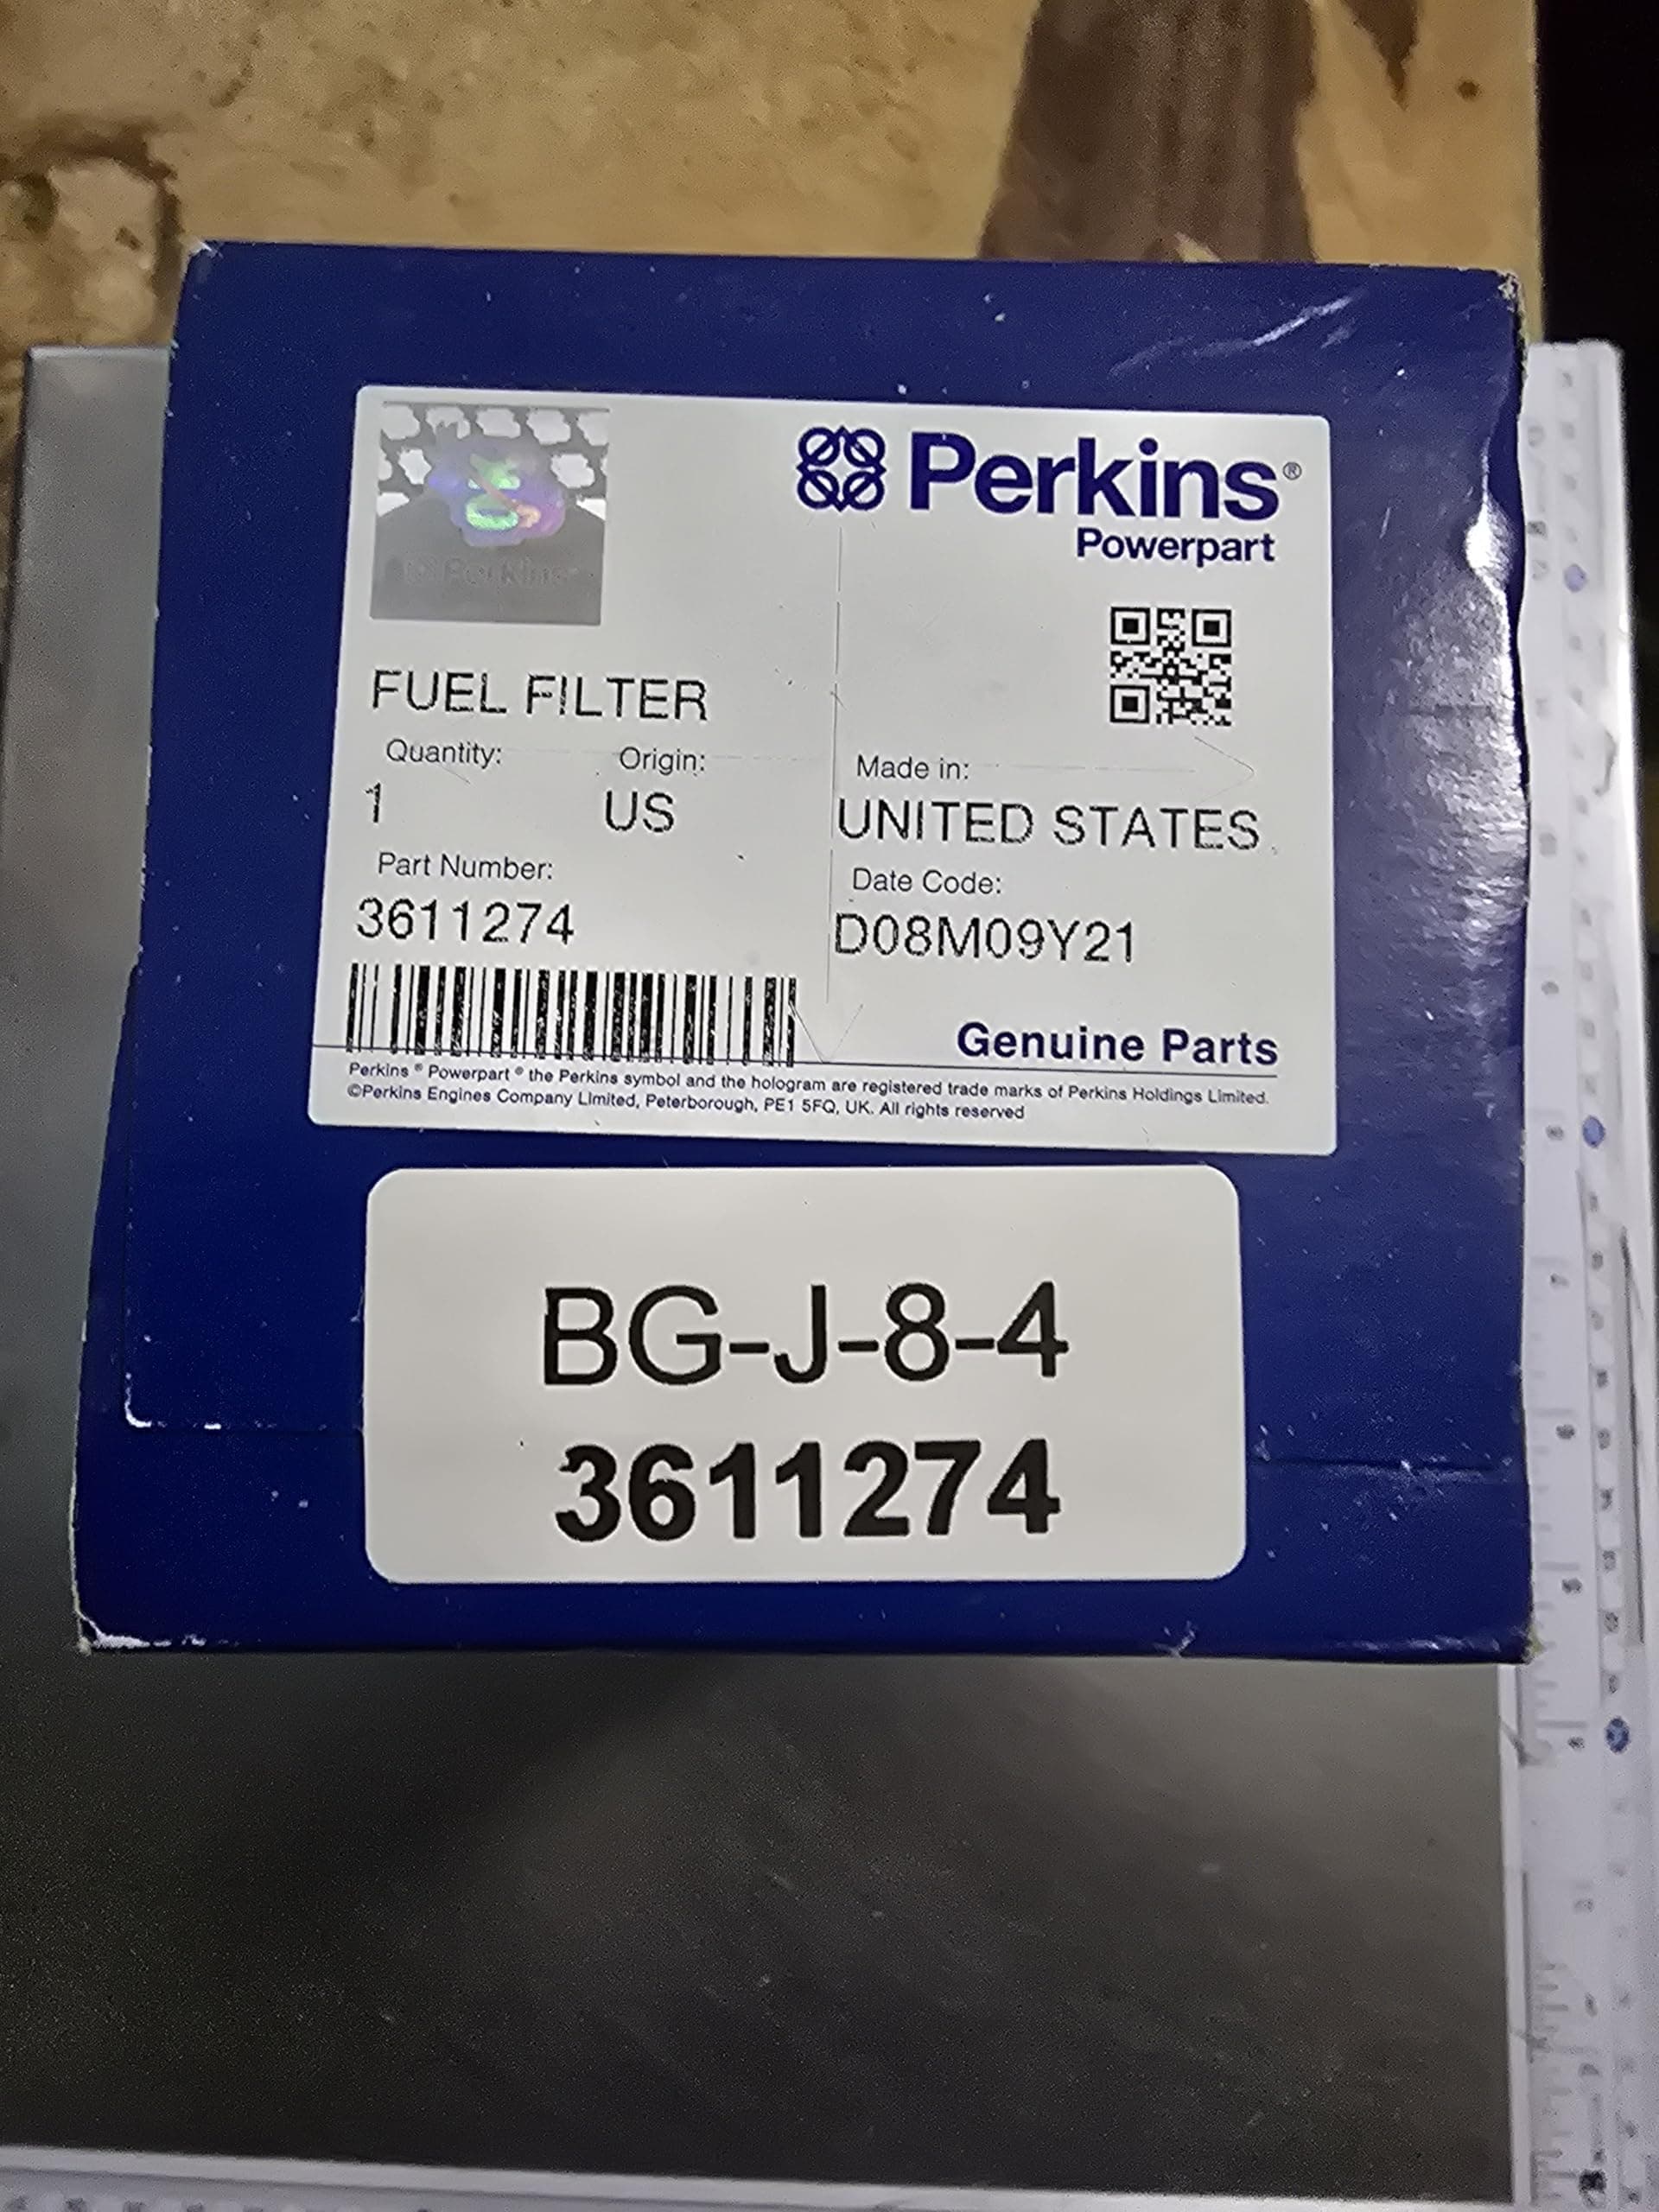 Perkins®
Powerpart
FUEL FILTER
Quantity: Origin: Made in:
1 US UNITED STATES
Part Number: Date Code:
3611274 D08M09Y21
Genuine Parts
Perkins ® Powerpart ® the Perkins symbol and the hologram are registered trade marks of Perkins Holdings Limited.
©Perkins Engines Company Limited, Peterborough, PE1 5FQ, UK. All rights reserved
BG-J-8-4
3611274